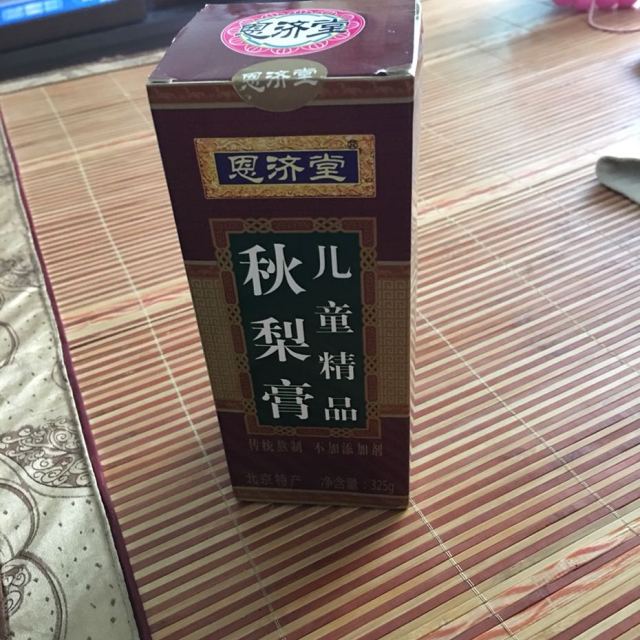 恩济堂
恩济堂
恩济堂®
儿童精品
秋梨膏
传统熬制 不加添加剂
北京特产 净含量：325g